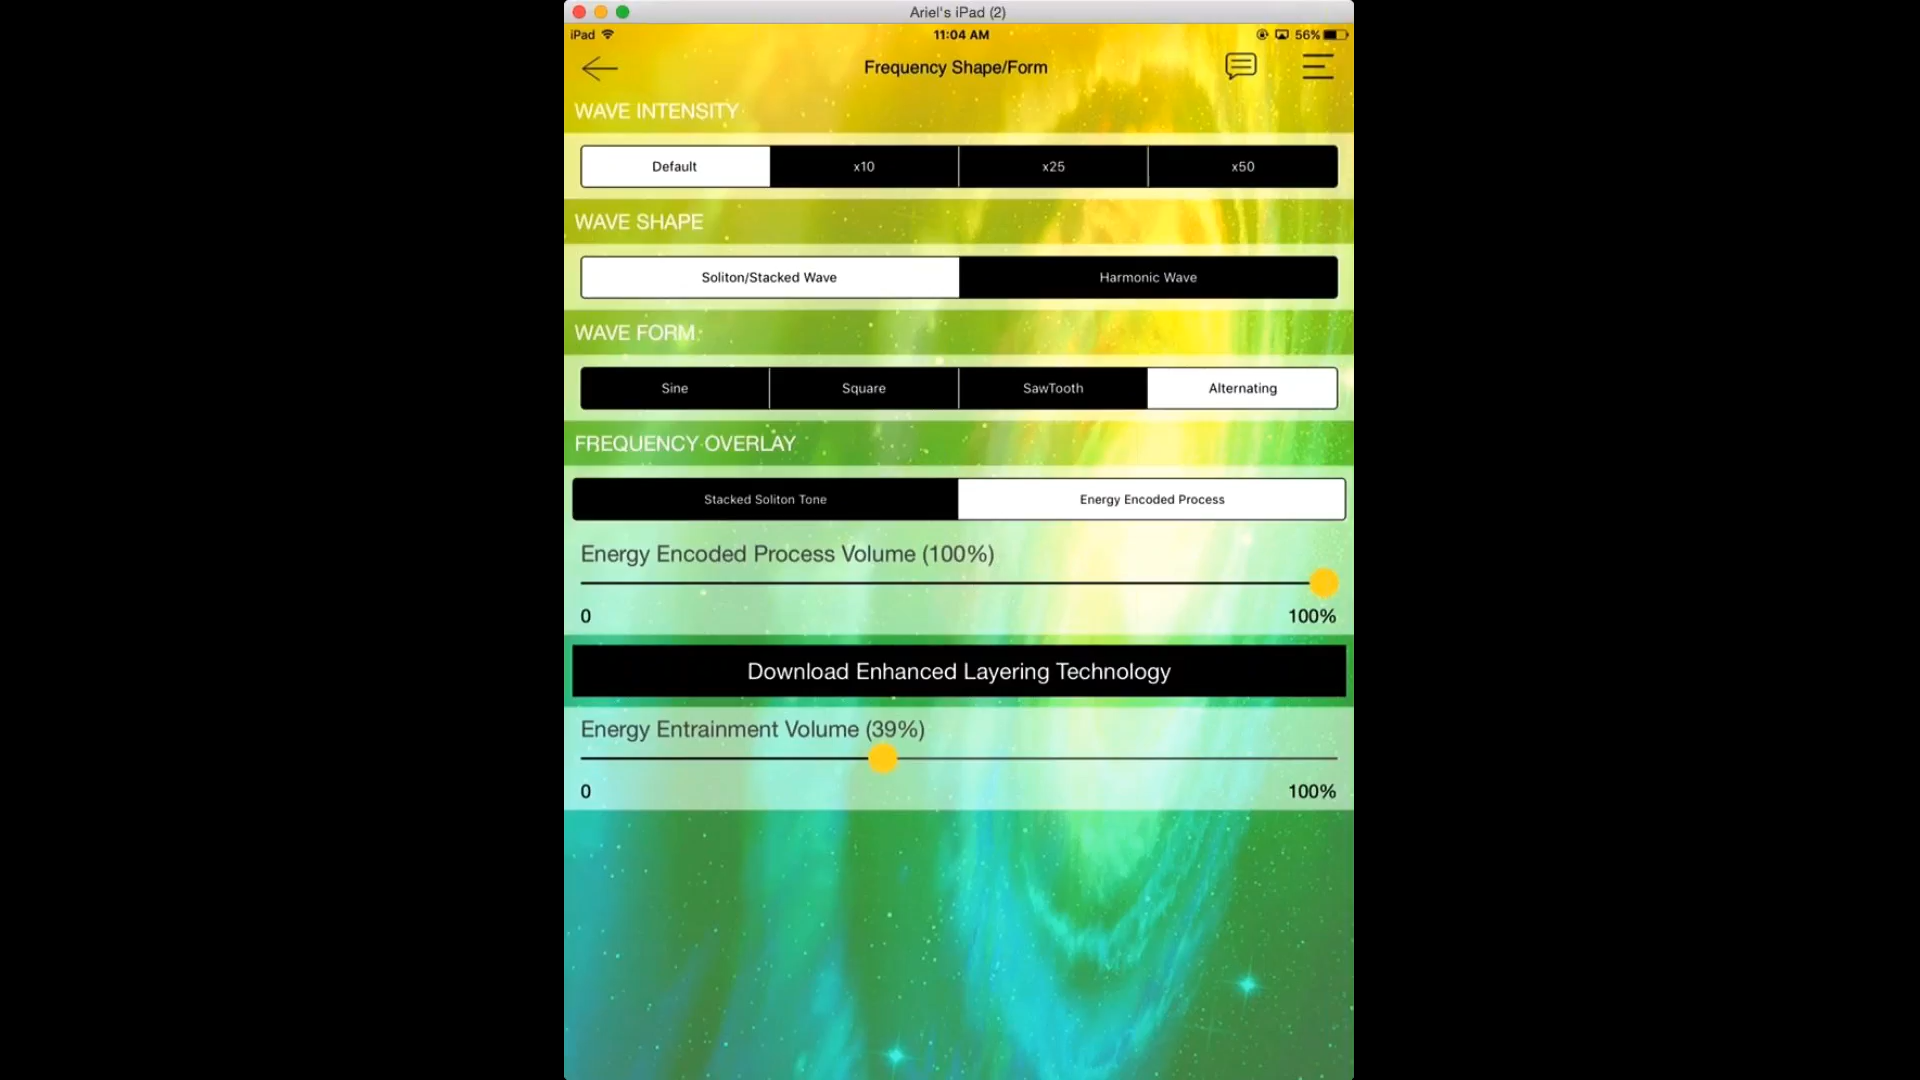 Ariel's iPad (2)
iPad 11:04 AM 56%
Frequency Shape/Form
WAVE INTENSITY
Default x10 x25 x50
WAVE SHAPE
Soliton/Stacked Wave Harmonic Wave
WAVE FORM
Sine Square SawTooth Alternating
FREQUENCY OVERLAY
Stacked Soliton Tone Energy Encoded Process
Energy Encoded Process Volume (100%)
0 100%
Download Enhanced Layering Technology
Energy Entrainment Volume (39%)
0 100%